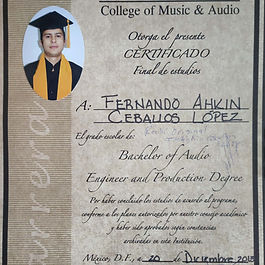 College of Music & Audio
Otorga el presente
CERTIFICADO
Final de estudios
A: FERNANDO AHKIN
CEBALLOS LÓPEZ
El grado escolar de:
Bachelor of Audio
Engineer and Production Degree
Por haber concluido los estudios de acuerdo al programa,
conforme a los planes autorizados por nuestro consejo académico
y haber sido aprobados según constancias
archivadas en esta Institución.
México, D.F., a 20 de Diciembre 20